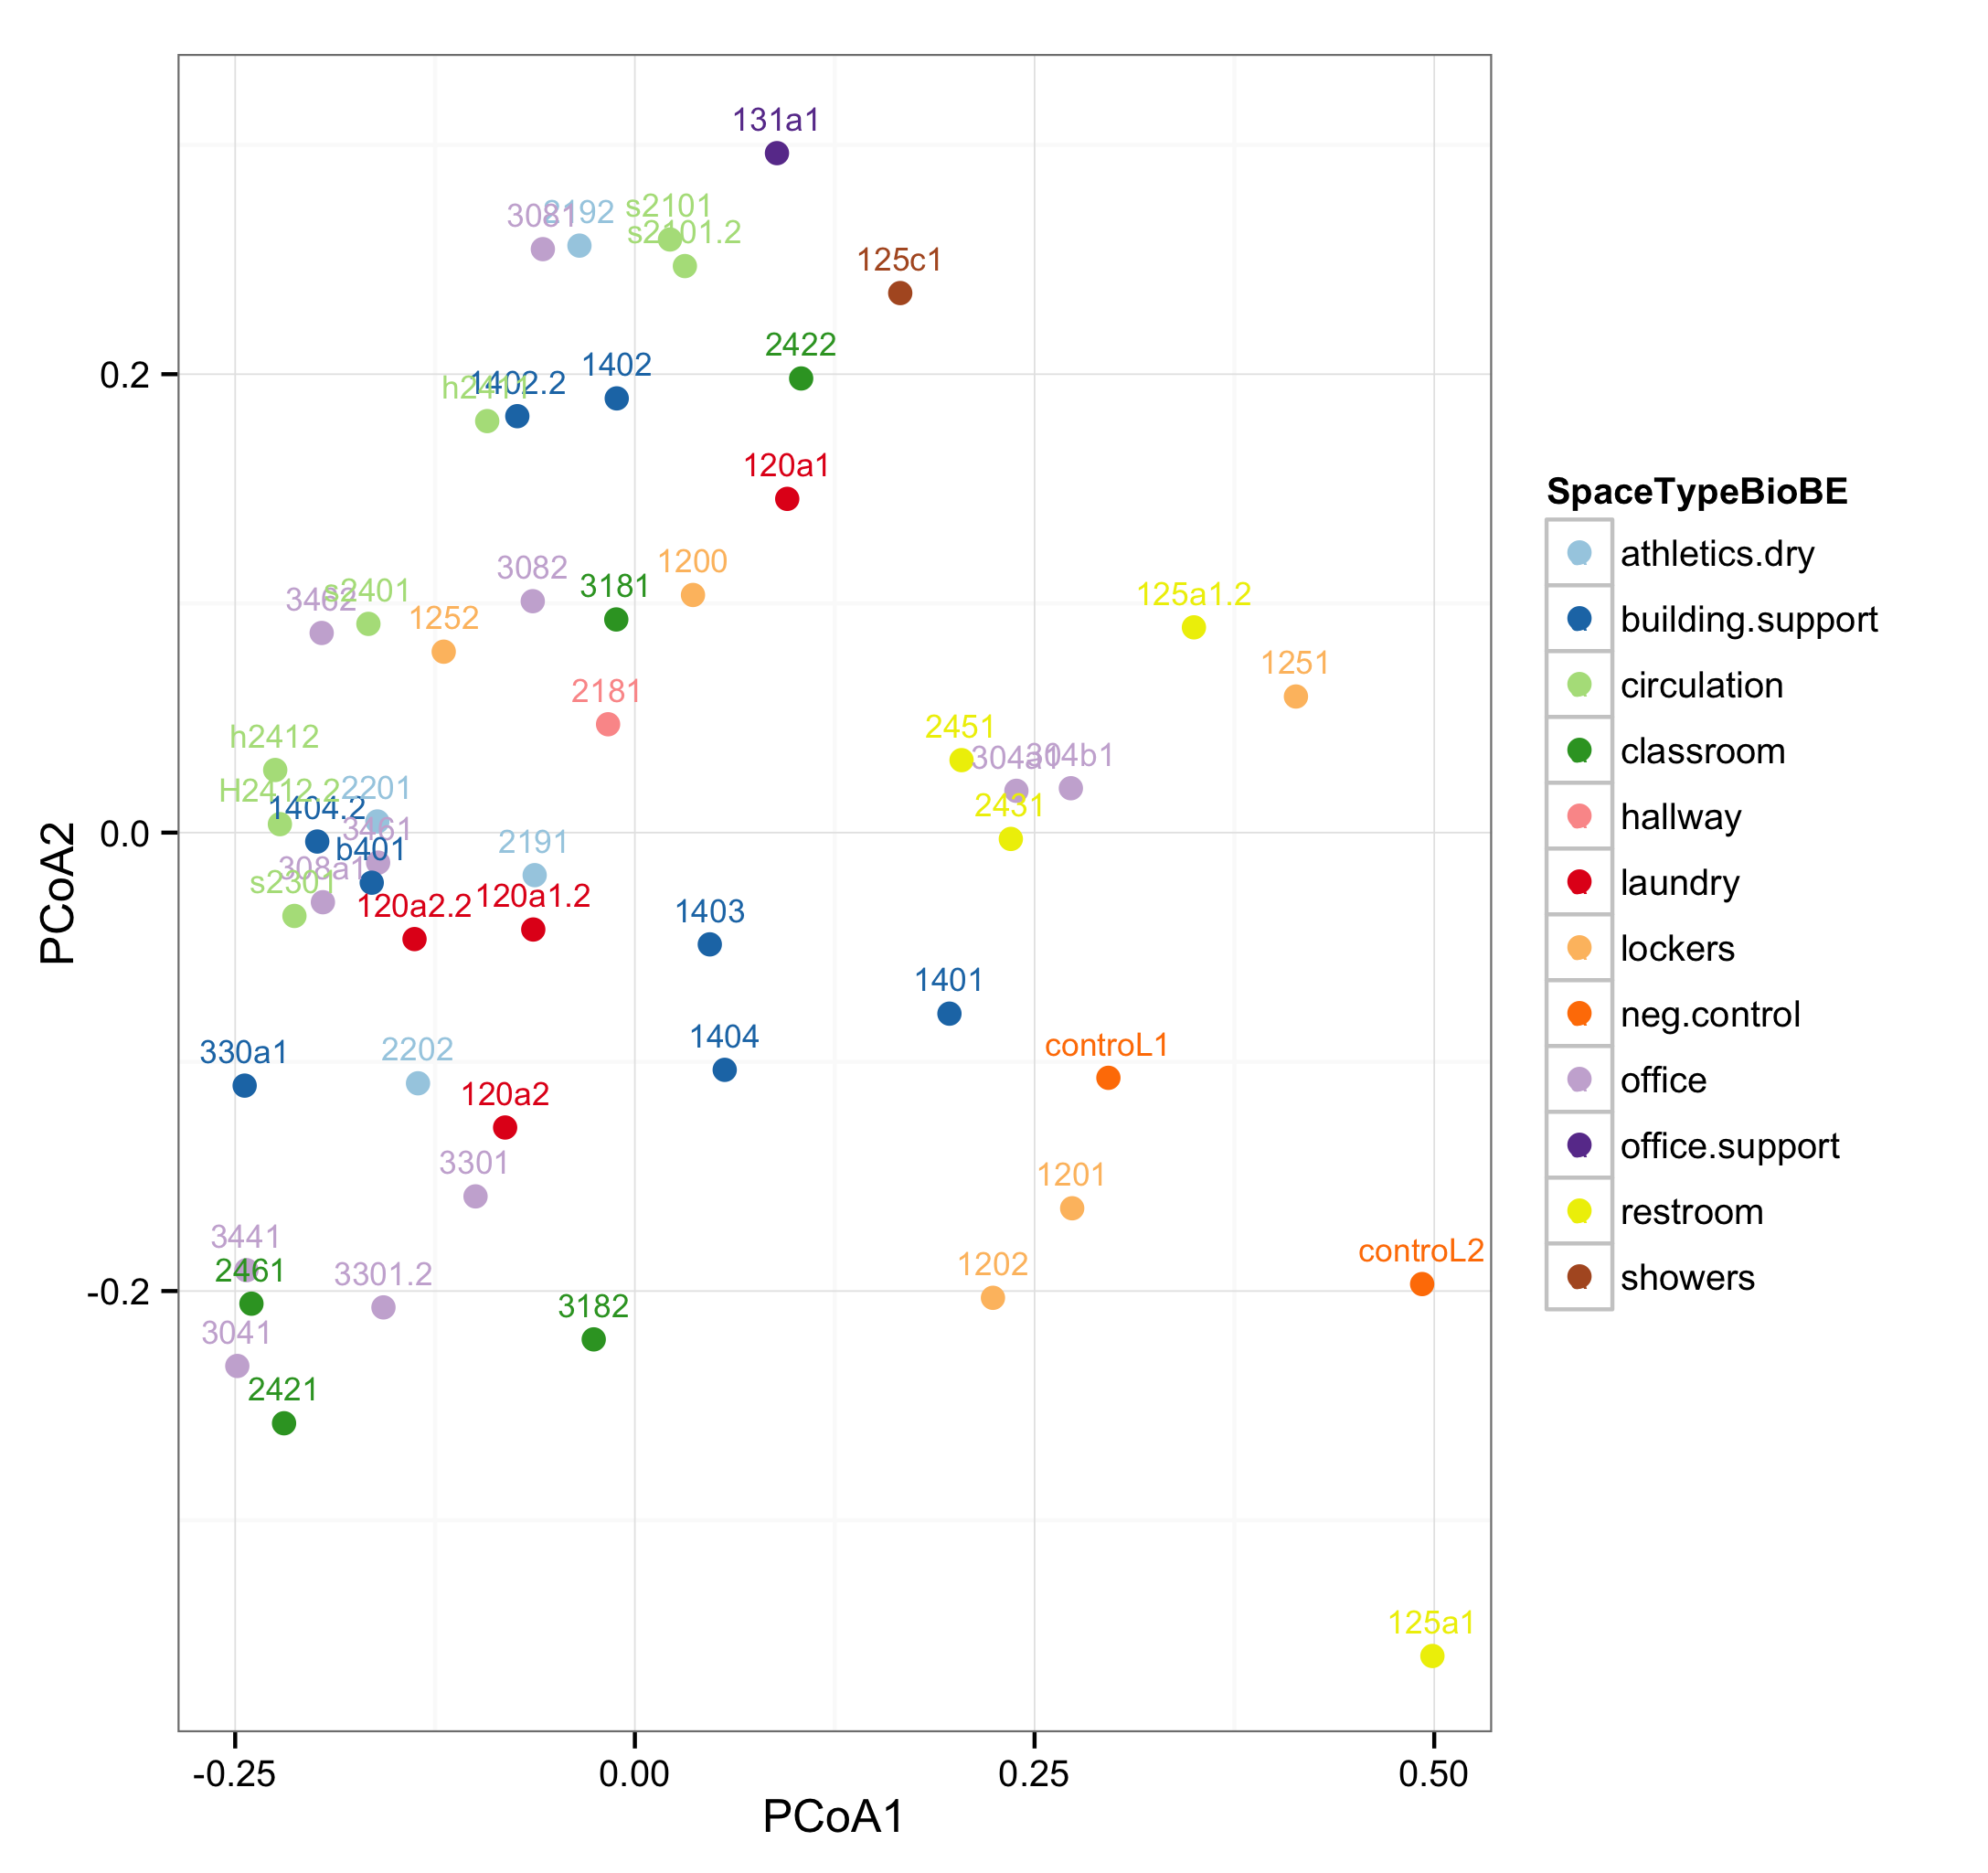 131a1
s2101
3081
2192
s2101.2
125c1
2422
1402
1402.2
h2411
120a1
1200
3082
3181
s2401
3462
1252
125a1.2
1251
2181
2451
h2412
304a1
304b1
2201
H2412.2
1404.2
2431
3461
2191
b401
308a1
s2301
120a1.2
120a2.2
1403
1401
1404
controL1
330a1
2202
120a2
3301
1201
3441
controL2
2461
1202
3301.2
3182
3041
2421
125a1
0.2
0.0
-0.2
PCoA2
-0.25
0.00
0.25
0.50
PCoA1
SpaceTypeBioBE
athletics.dry
building.support
circulation
classroom
hallway
laundry
lockers
neg.control
office
office.support
restroom
showers